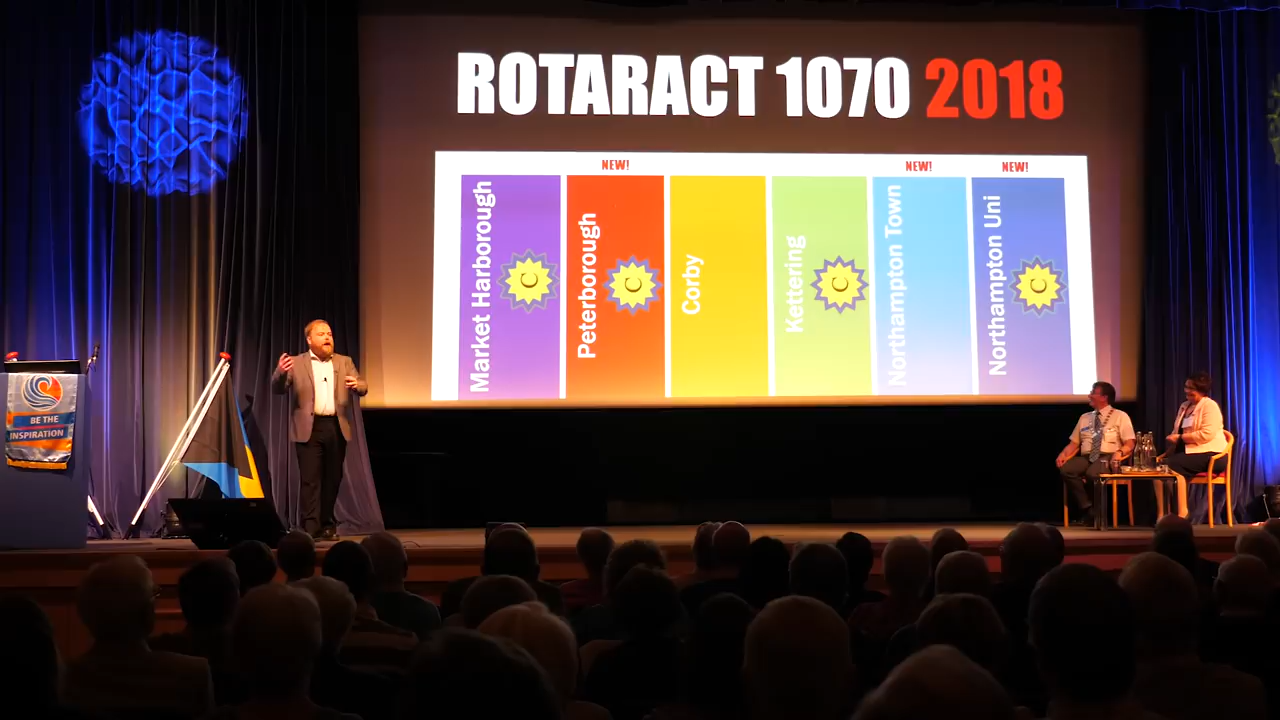 ROTARACT 1070 2018
NEW!
NEW!
NEW!
Market Harborough
C
Peterborough
C
Corby
Kettering
C
Northampton Town
Northampton Uni
C
BE THE
INSPIRATION